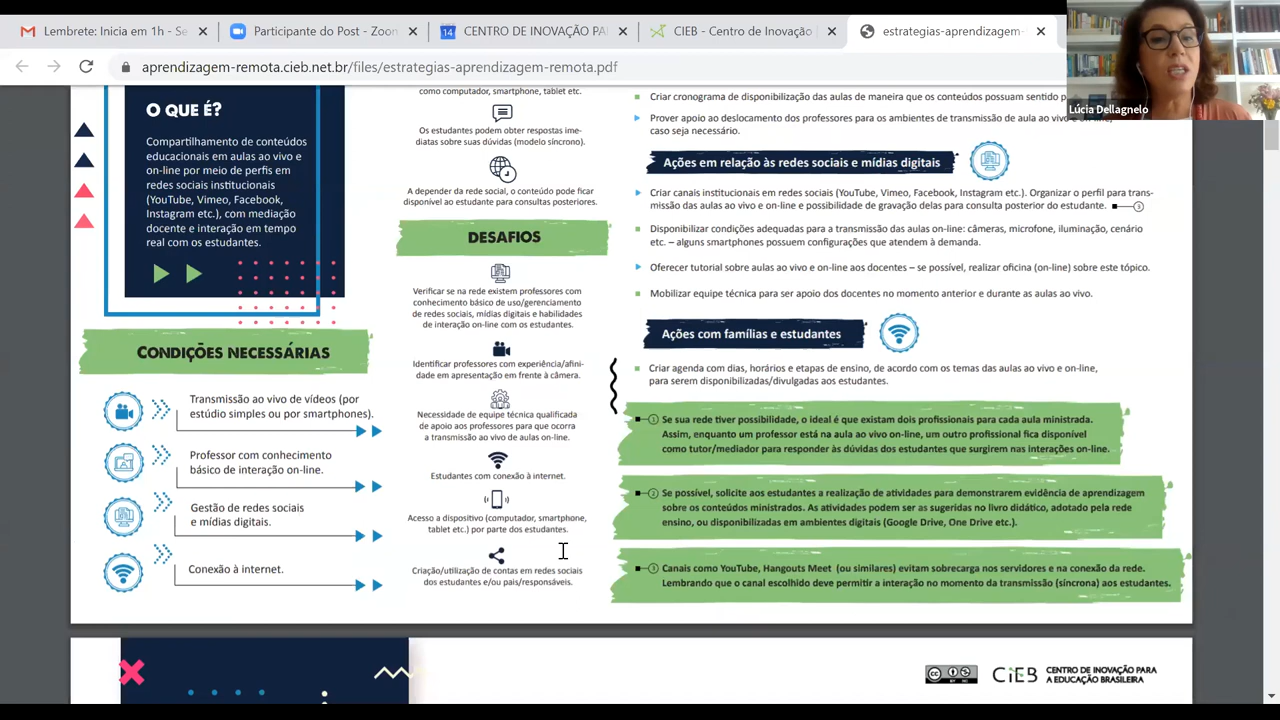 Lembrete: Inicia em 1h - Se
Participante do Post - Zoom
14
CENTRO DE INOVAÇÃO PA
CIEB - Centro de Inovação
estrategias-aprendizagem-
aprendizagem-remota.cieb.net.br/files/estrategias-aprendizagem-remota.pdf
Lúcia Dellagnelo
O QUE É?
Compartilhamento de conteúdos
educacionais em aulas ao vivo e
on-line por meio de perfis em
redes sociais institucionais
(YouTube, Vimeo, Facebook,
Instagram etc.), com mediação
docente e interação em tempo
real com os estudantes.
CONDIÇÕES NECESSÁRIAS
Transmissão ao vivo de vídeos (por
estúdio simples ou por smartphones).
Professor com conhecimento
básico de interação on-line.
Gestão de redes sociais
e mídias digitais.
Conexão à internet.
como computador, smartphone, tablet etc.
Os estudantes podem obter respostas ime-
diatas sobre suas dúvidas (modelo síncrono).
A depender da rede social, o conteúdo pode ficar
disponível ao estudante para consultas posteriores.
DESAFIOS
Verificar se na rede existem professores com
conhecimento básico de uso/gerenciamento
de redes sociais, mídias digitais e habilidades
de interação on-line com os estudantes.
Identificar professores com experiência/afini-
dade em apresentação em frente à câmera.
Necessidade de equipe técnica qualificada
de apoio aos professores para que ocorra
a transmissão ao vivo de aulas on-line.
Estudantes com conexão à internet.
Acesso a dispositivo (computador, smartphone,
tablet etc.) por parte dos estudantes.
Criação/utilização de contas em redes sociais
dos estudantes e/ou pais/responsáveis.
Criar cronograma de disponibilização das aulas de maneira que os conteúdos possuam sentido
Prover apoio ao deslocamento dos professores para os ambientes de transmissão de aula ao vivo e on-line,
caso seja necessário.
Ações em relação às redes sociais e mídias digitais
Criar canais institucionais em redes sociais (YouTube, Vimeo, Facebook, Instagram etc.). Organizar o perfil para trans-
missão das aulas ao vivo e on-line e possibilidade de gravação delas para consulta posterior do estudante. 3
Disponibilizar condições adequadas para a transmissão das aulas on-line: câmeras, microfone, iluminação, cenário
etc. – alguns smartphones possuem configurações que atendem à demanda.
Oferecer tutorial sobre aulas ao vivo e on-line aos docentes – se possível, realizar oficina (on-line) sobre este tópico.
Mobilizar equipe técnica para ser apoio dos docentes no momento anterior e durante as aulas ao vivo.
Ações com famílias e estudantes
Criar agenda com dias, horários e etapas de ensino, de acordo com os temas das aulas ao vivo e on-line,
para serem disponibilizadas/divulgadas aos estudantes.
1 Se sua rede tiver possibilidade, o ideal é que existam dois profissionais para cada aula ministrada.
Assim, enquanto um professor está na aula ao vivo on-line, um outro profissional fica disponível
como tutor/mediador para responder às dúvidas dos estudantes que surgirem nas interações on-line.
2 Se possível, solicite aos estudantes a realização de atividades para demonstrarem evidência de aprendizagem
sobre os conteúdos ministrados. As atividades podem ser as sugeridas no livro didático, adotado pela rede
ensino, ou disponibilizadas em ambientes digitais (Google Drive, One Drive etc.).
3 Canais como YouTube, Hangouts Meet (ou similares) evitam sobrecarga nos servidores e na conexão da rede.
Lembrando que o canal escolhido deve permitir a interação no momento da transmissão (síncrona) aos estudantes.
cc
CIEB
CENTRO DE INOVAÇÃO PARA
A EDUCAÇÃO BRASILEIRA